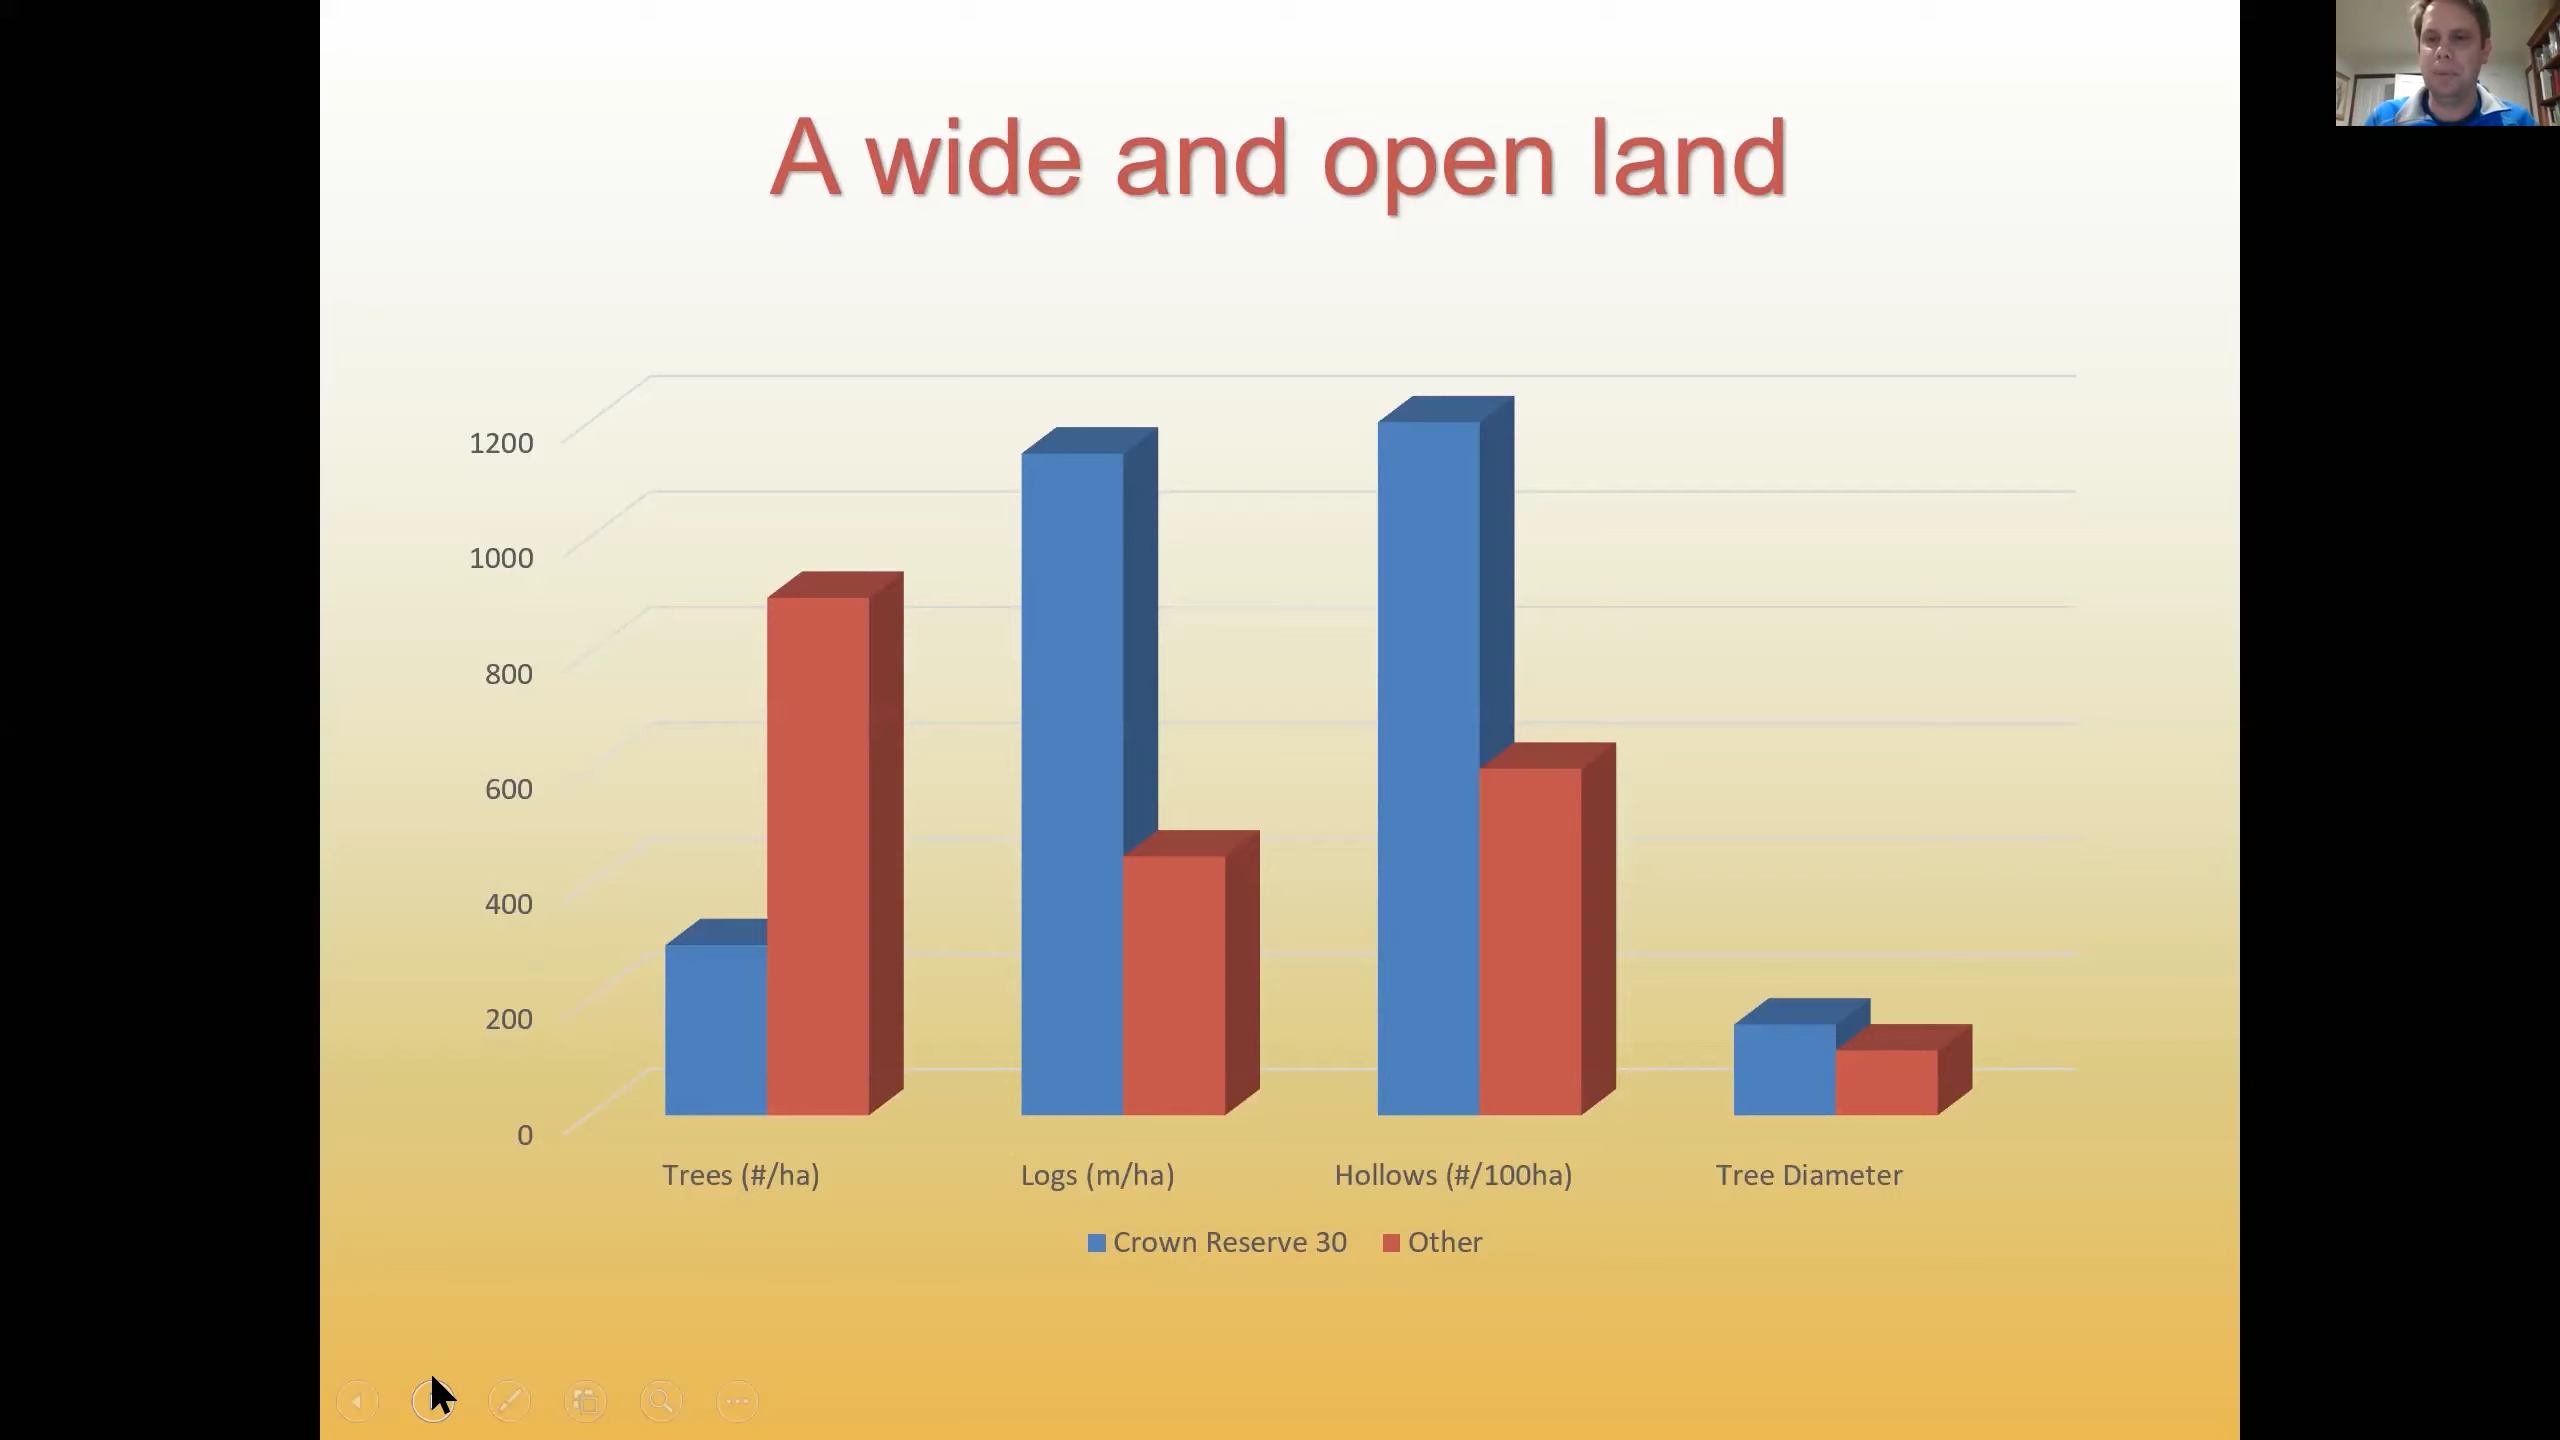 A wide and open land
1200
1000
800
600
400
200
0
Trees (#/ha) Logs (m/ha) Hollows (#/100ha) Tree Diameter
Crown Reserve 30 Other